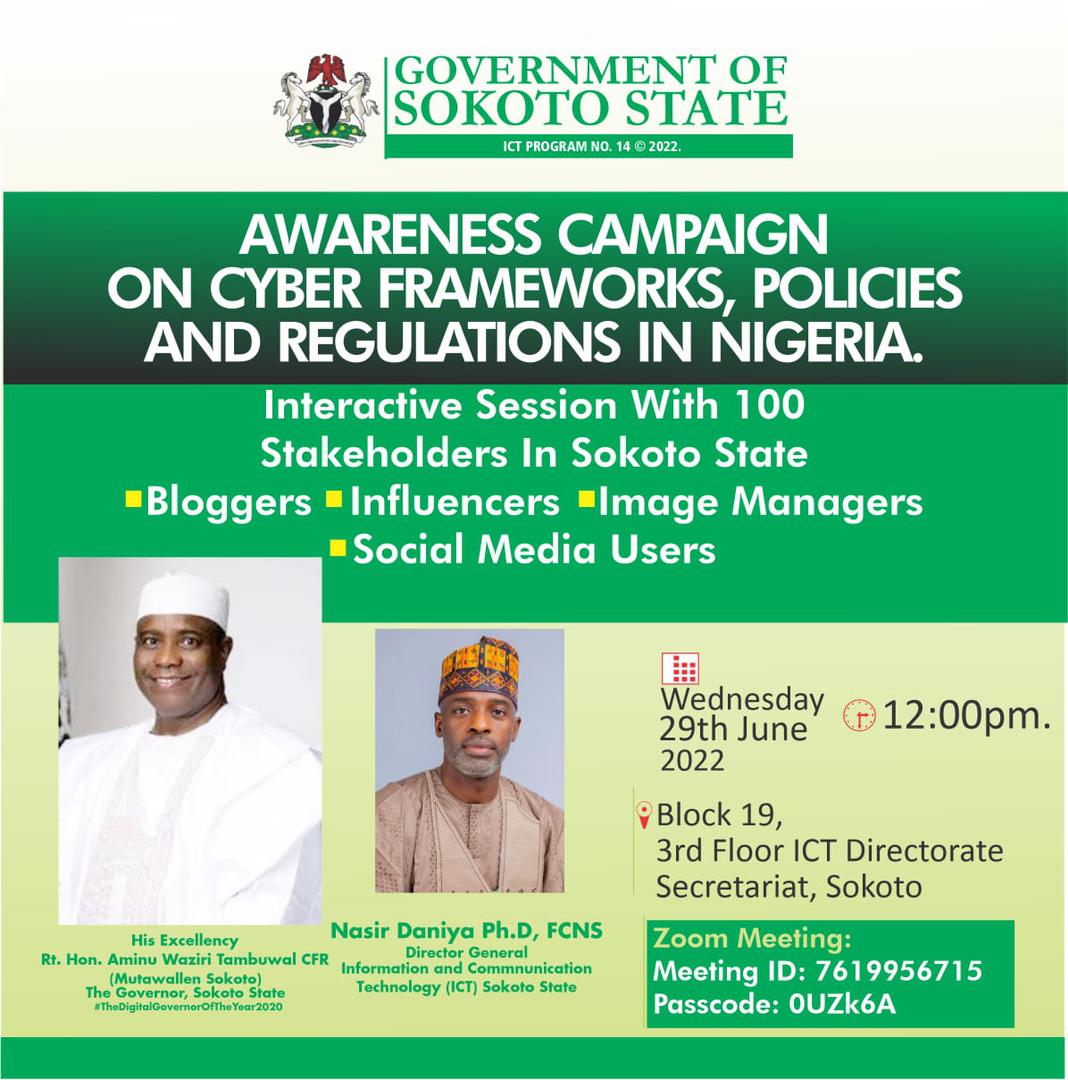 GOVERNMENT OF
SOKOTO STATE
ICT PROGRAM NO. 14 © 2022.
AWARENESS CAMPAIGN
ON CYBER FRAMEWORKS, POLICIES
AND REGULATIONS IN NIGERIA.
Interactive Session With 100
Stakeholders In Sokoto State
Bloggers Influencers Image Managers
Social Media Users
Wednesday
29th June
2022
12:00pm.
Block 19,
3rd Floor ICT Directorate
Secretariat, Sokoto
His Excellency
Rt. Hon. Aminu Waziri Tambuwal CFR
(Mutawallen Sokoto)
The Governor, Sokoto State
#TheDigitalGovernorOfTheYear2020
Nasir Daniya Ph.D, FCNS
Director General
Information and Commnunication
Technology (ICT) Sokoto State
Zoom Meeting:
Meeting ID: 7619956715
Passcode: 0UZk6A